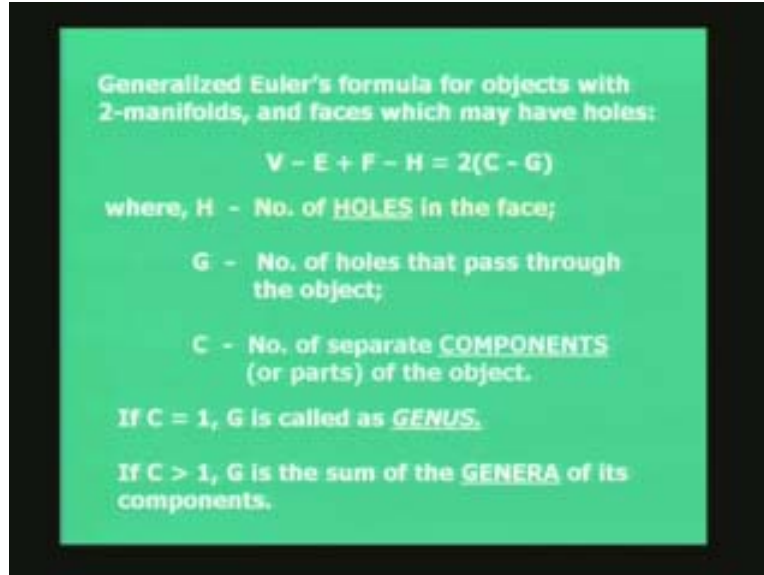 Generalized Euler's formula for objects with
2-manifolds, and faces which may have holes:
V – E + F – H = 2(C - G)
where, H - No. of HOLES in the face;
G - No. of holes that pass through
the object;
C - No. of separate COMPONENTS
(or parts) of the object.
If C = 1, G is called as GENUS.
If C > 1, G is the sum of the GENERA of its
components.